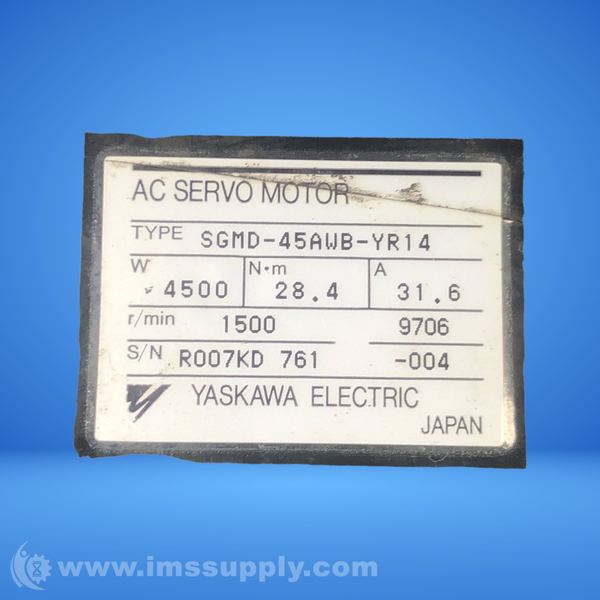 AC SERVO MOTOR
TYPE SGMD-45AWB-YR14
W 4500 N·m 28.4 A 31.6
r/min 1500 9706
S/N R007KD 761 -004
YASKAWA ELECTRIC
JAPAN
www.imssupply.com